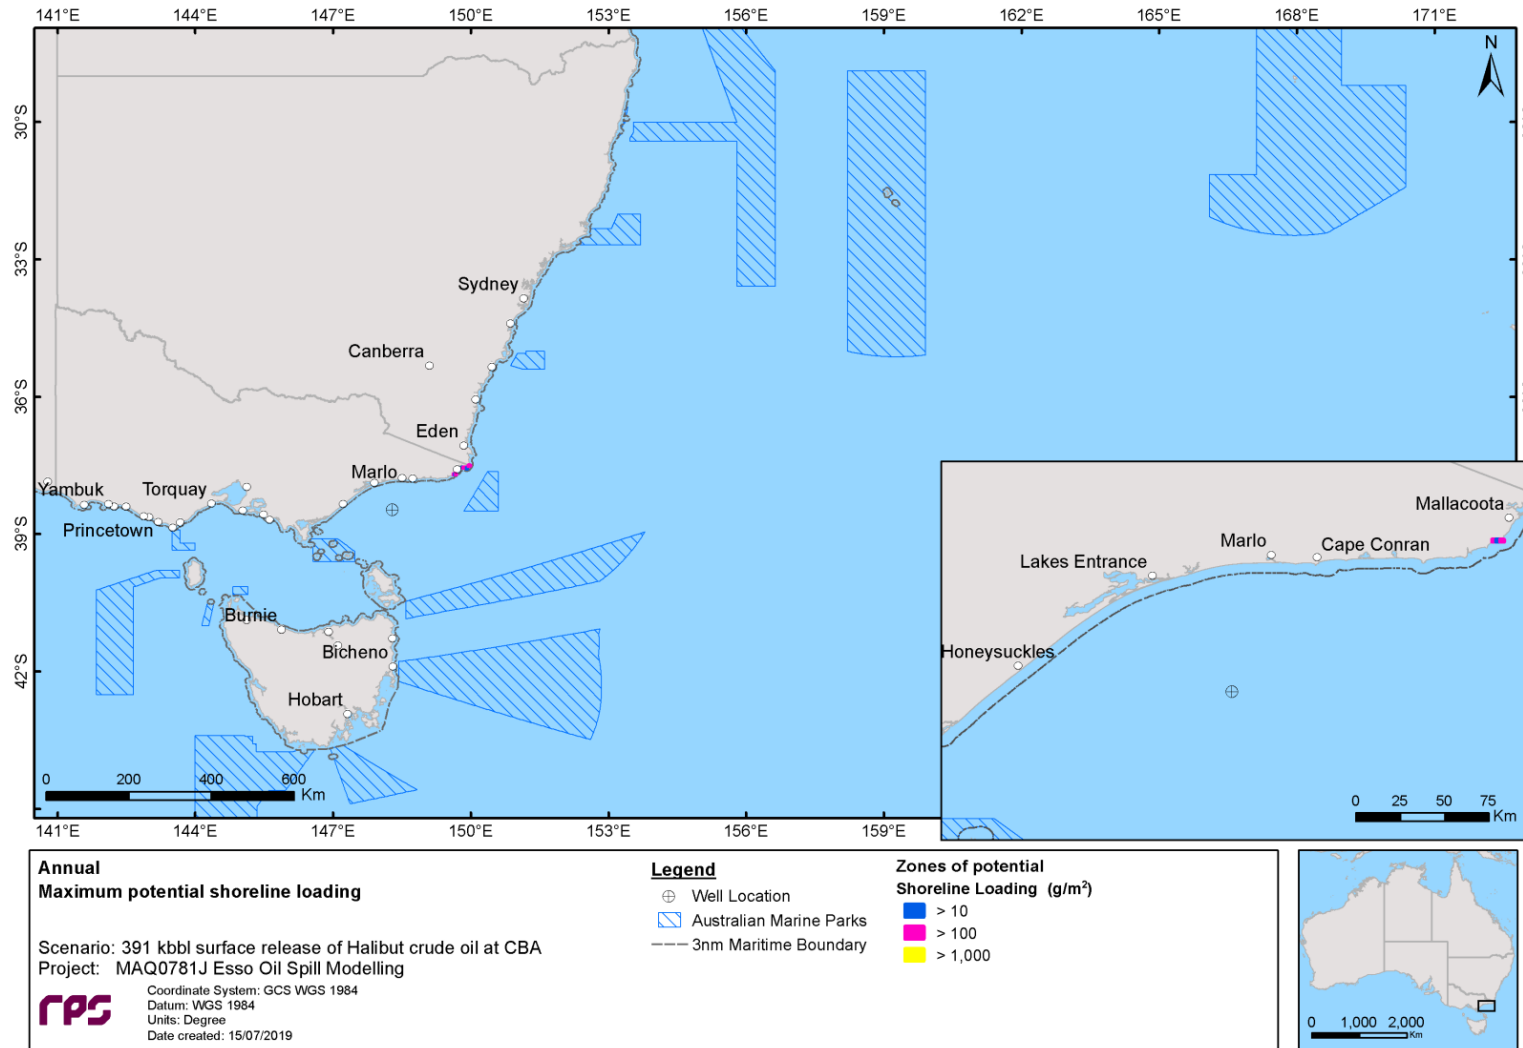 141°E 144°E 147°E 150°E 153°E 156°E 159°E 162°E 165°E 168°E 171°E
N
30°S
33°S
36°S
39°S
42°S
Sydney
Canberra
Eden
Marlo
Yambuk
Torquay
Princetown
Burnie
Bicheno
Hobart
0 200 400 600
Km
Mallacoota
Marlo
Cape Conran
Lakes Entrance
Honeysuckles
0 25 50 75
Km
141°E 144°E 147°E 150°E 153°E 156°E 159°E
Annual
Maximum potential shoreline loading
Scenario: 391 kbbl surface release of Halibut crude oil at CBA
Project: MAQ0781J Esso Oil Spill Modelling
rps
Coordinate System: GCS WGS 1984
Datum: WGS 1984
Units: Degree
Date created: 15/07/2019
Legend
Well Location
Australian Marine Parks
3nm Maritime Boundary
Zones of potential
Shoreline Loading (g/m²)
> 10
> 100
> 1,000
0 1,000 2,000
Km